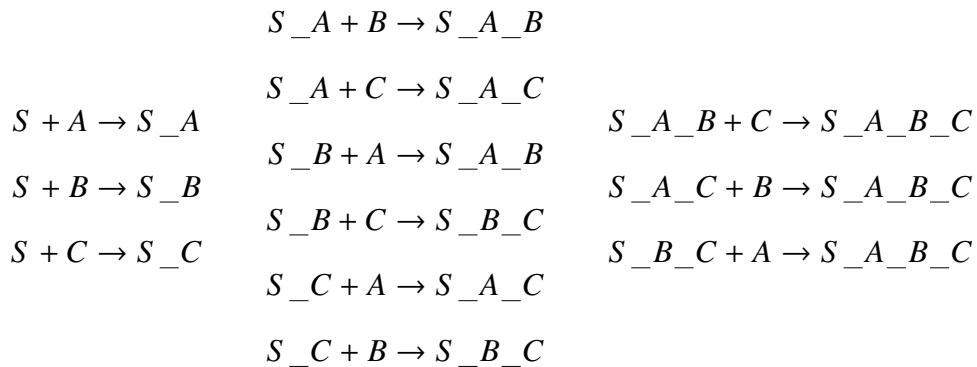 S + A → S_A
S + B → S_B
S + C → S_C
S_A + B → S_A_B
S_A + C → S_A_C
S_B + A → S_A_B
S_B + C → S_B_C
S_C + A → S_A_C
S_C + B → S_B_C
S_A_B + C → S_A_B_C
S_A_C + B → S_A_B_C
S_B_C + A → S_A_B_C